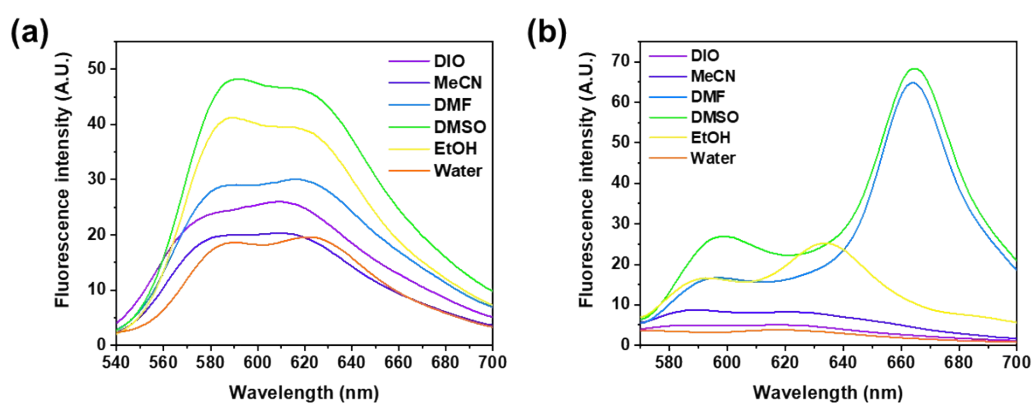 (a)
Fluorescence intensity (A.U.)
50
40
30
20
10
0
DIO
MeCN
DMF
DMSO
EtOH
Water
540 560 580 600 620 640 660 680 700
Wavelength (nm)
(b)
Fluorescence intensity (A.U.)
70
60
50
40
30
20
10
0
DIO
MeCN
DMF
DMSO
EtOH
Water
600 620 640 660 680 700
Wavelength (nm)